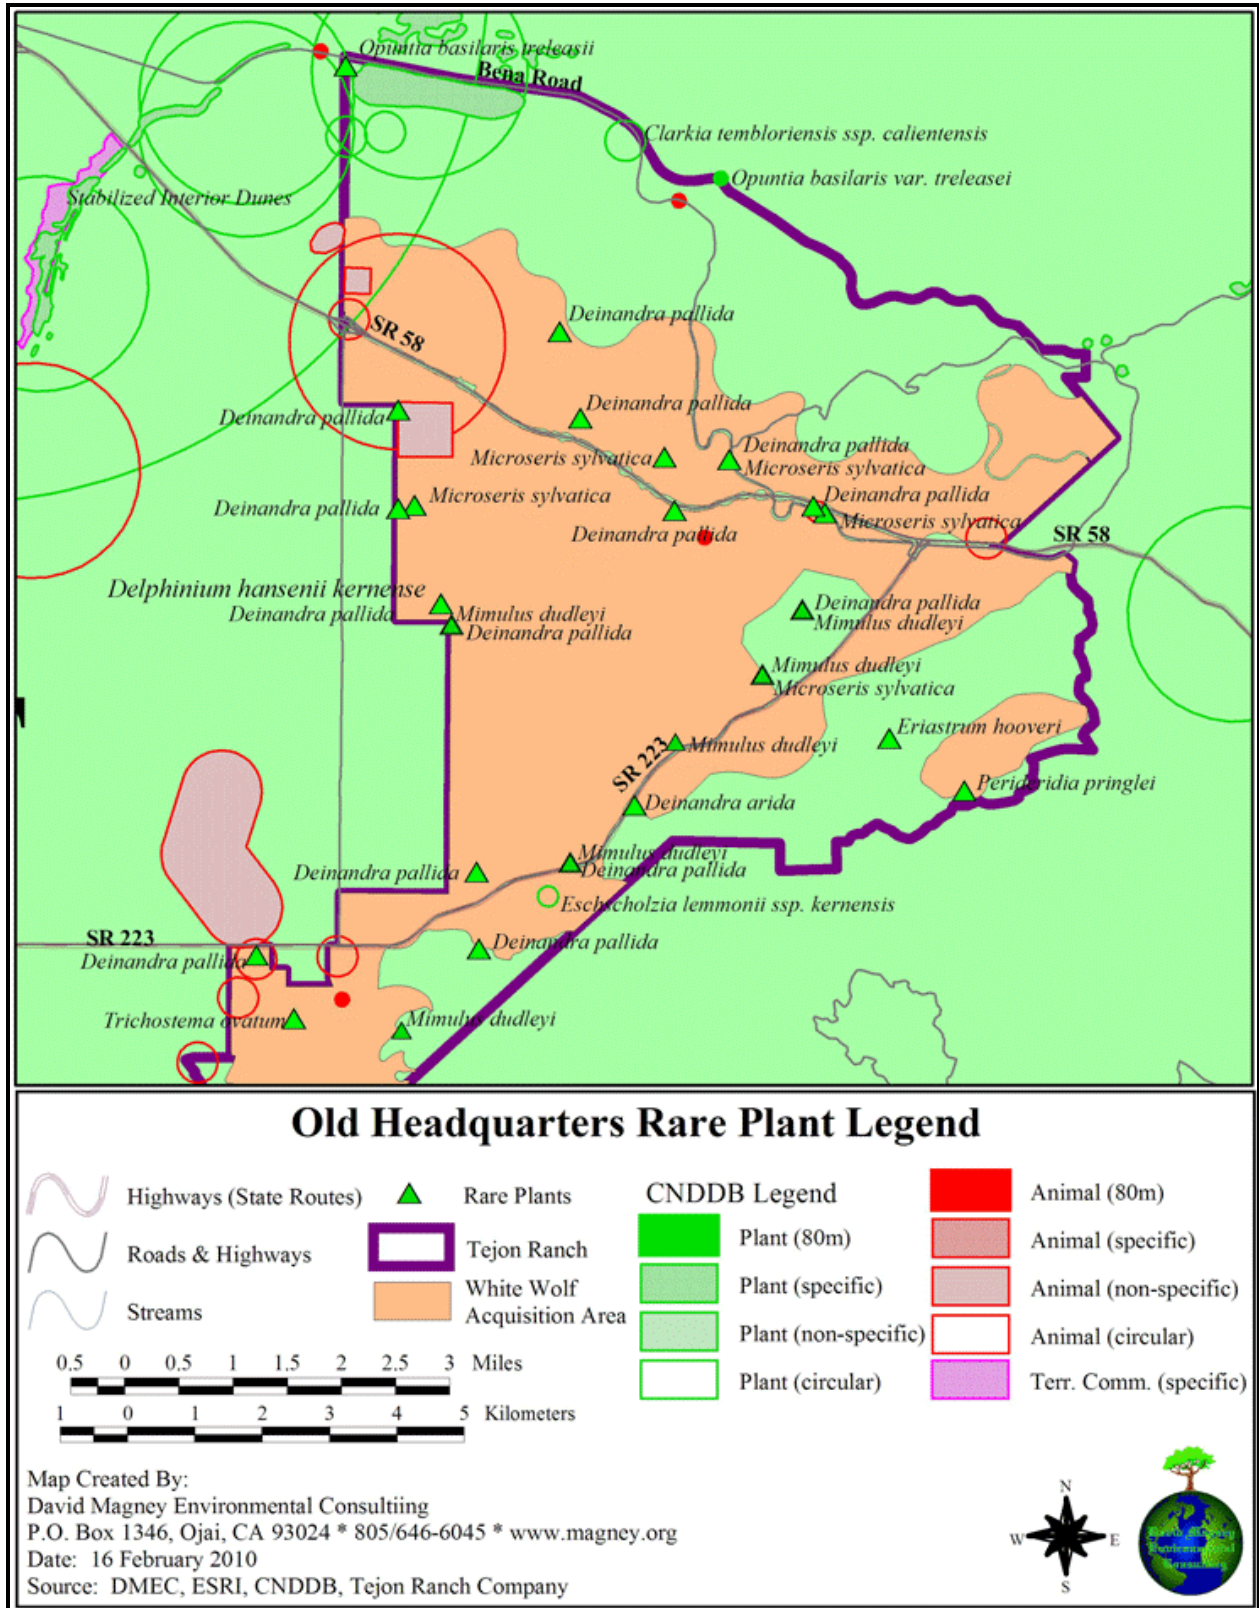 Opuntia basilaris treleasii
Bena Road
Clarkia tembloriensis ssp. calientensis
Opuntia basilaris var. treleasei
Stabilized Interior Dunes
Deinandra pallida
SR 58
Deinandra pallida
Deinandra pallida
Deinandra pallida
Microseris sylvatica
Microseris sylvatica
Microseris sylvatica
Deinandra pallida
Deinandra pallida
Microseris sylvatica
Deinandra pallida
SR 58
Delphinium hansenii kernense
Deinandra pallida
Mimulus dudleyi
Deinandra pallida
Deinandra pallida
Mimulus dudleyi
Mimulus dudleyi
Microseris sylvatica
Eriastrum hooveri
Mimulus dudleyi
SR 223
Perideridia pringlei
Deinandra arida
Mimulus dudleyi
Deinandra pallida
Deinandra pallida
Eschscholzia lemmonii ssp. kernensis
SR 223
Deinandra pallida
Deinandra pallida
Trichostema ovatum
Mimulus dudleyi
Old Headquarters Rare Plant Legend
Highways (State Routes)
Roads & Highways
Streams
Rare Plants
Tejon Ranch
White Wolf
Acquisition Area
CNDDB Legend
Plant (80m)
Plant (specific)
Plant (non-specific)
Plant (circular)
Animal (80m)
Animal (specific)
Animal (non-specific)
Animal (circular)
Terr. Comm. (specific)
0.5 0 0.5 1 1.5 2 2.5 3 Miles
1 0 1 2 3 4 5 Kilometers
Map Created By:
David Magney Environmental Consultiing
P.O. Box 1346, Ojai, CA 93024 * 805/646-6045 * www.magney.org
Date: 16 February 2010
Source: DMEC, ESRI, CNDDB, Tejon Ranch Company
N
W E
S
David Magney
Environmental
Consulting